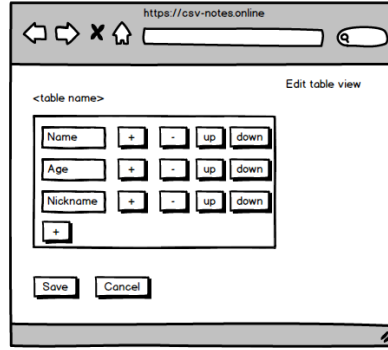 https://csv-notes.online
Edit table view
<table name>
Name + - up down
Age + - up down
Nickname + - up down
+
Save Cancel